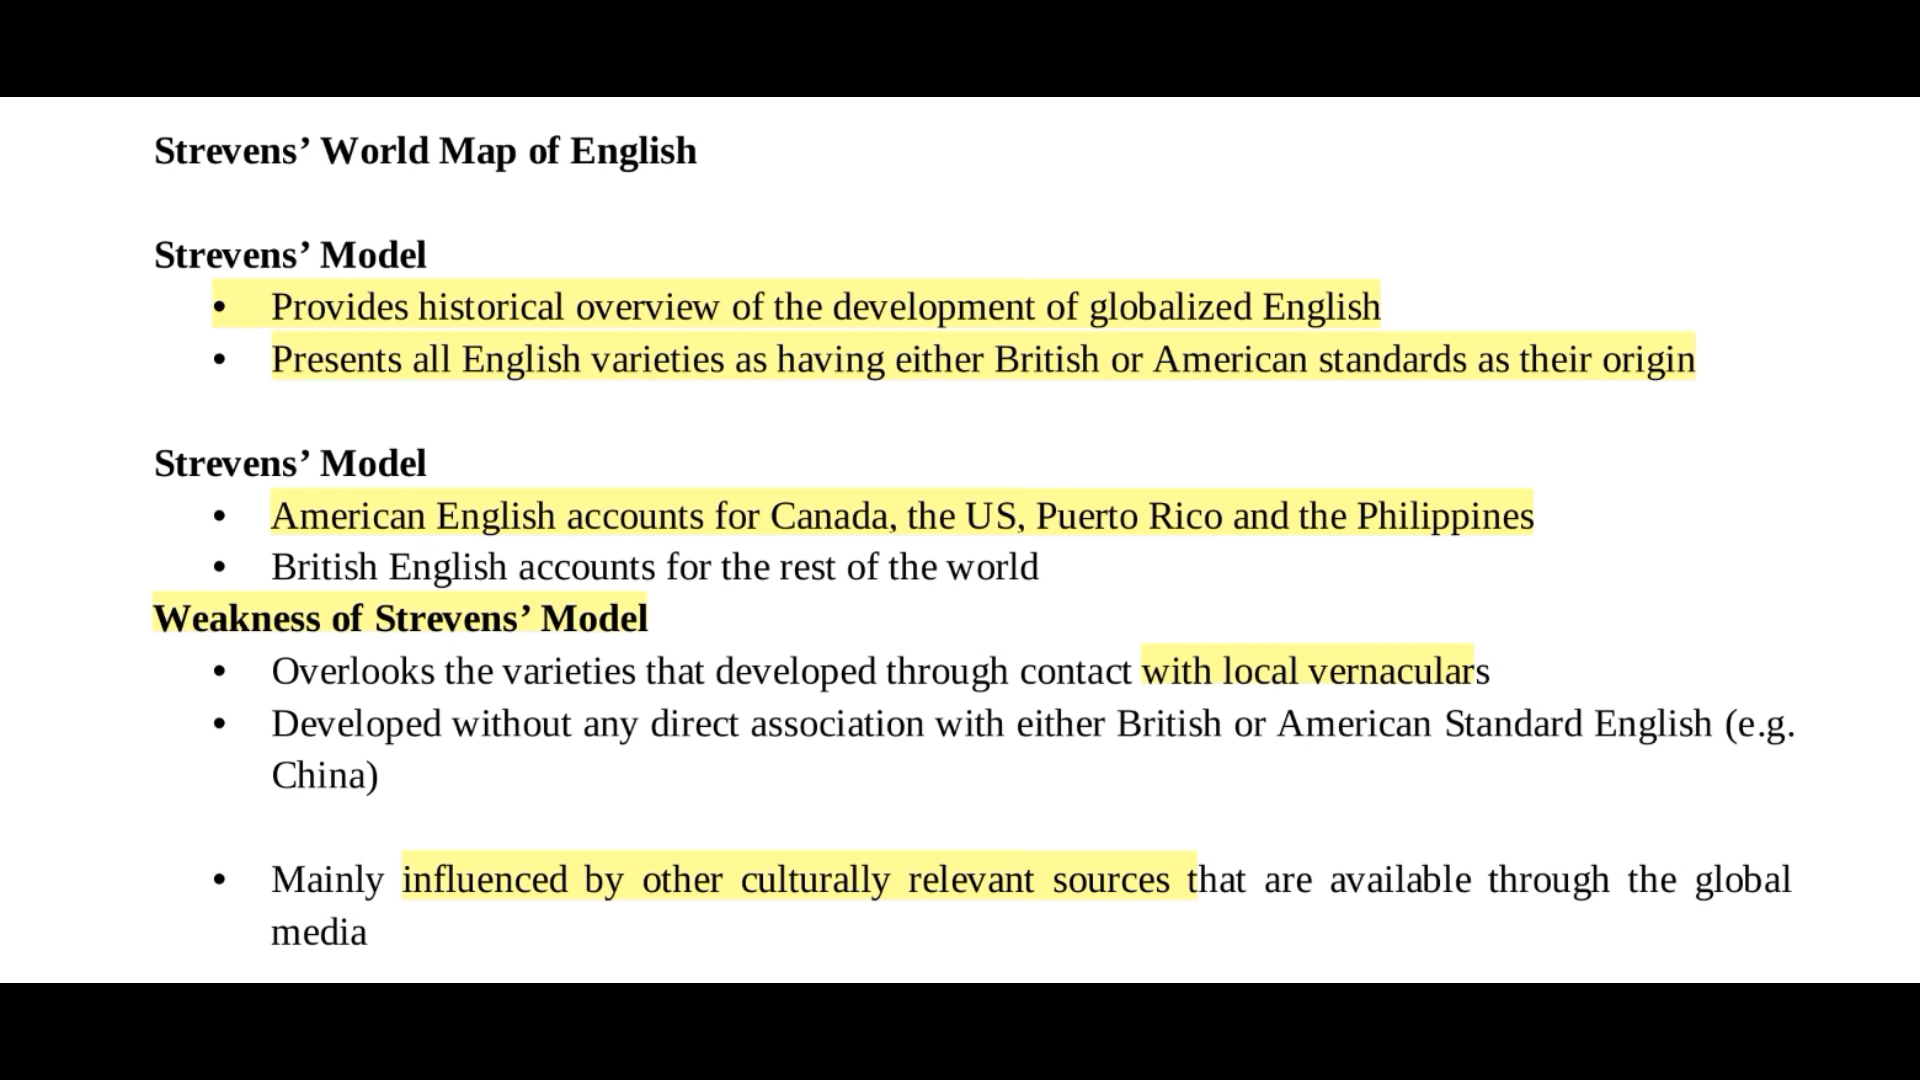 Strevens’ World Map of English
Strevens’ Model
• Provides historical overview of the development of globalized English
• Presents all English varieties as having either British or American standards as their origin
Strevens’ Model
• American English accounts for Canada, the US, Puerto Rico and the Philippines
• British English accounts for the rest of the world
Weakness of Strevens’ Model
• Overlooks the varieties that developed through contact with local vernaculars
• Developed without any direct association with either British or American Standard English (e.g.
China)
• Mainly influenced by other culturally relevant sources that are available through the global
media